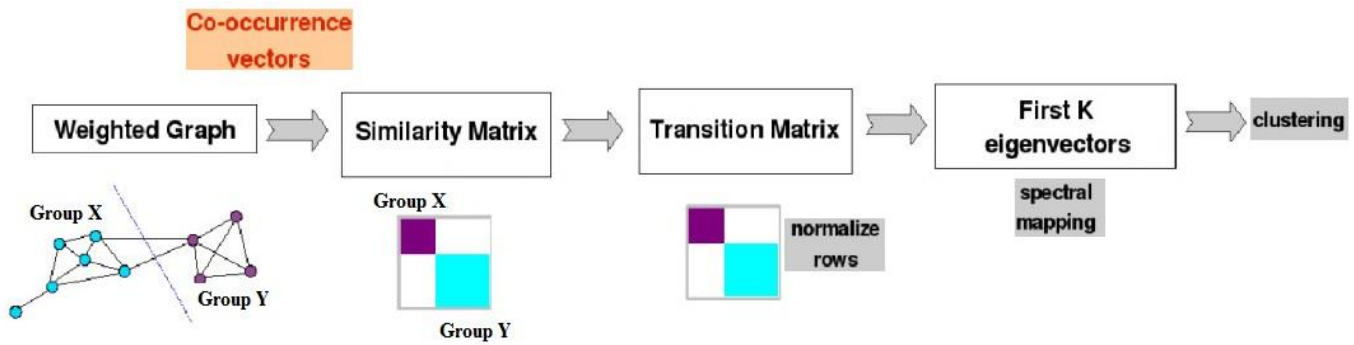 Co-occurrence
vectors
Weighted Graph
Similarity Matrix
Transition Matrix
First K
eigenvectors
clustering
Group X
Group Y
Group X
Group Y
normalize
rows
spectral
mapping